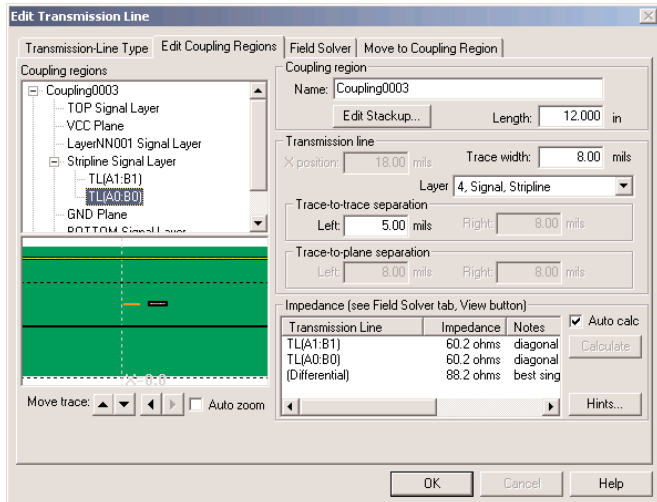 Edit Transmission Line
Transmission-Line Type Edit Coupling Regions Field Solver Move to Coupling Region
Coupling regions
Coupling0003
TOP Signal Layer
VCC Plane
LayerNN001 Signal Layer
Stripline Signal Layer
TL(A1:B1)
TL(A0:B0)
GND Plane
BOTTOM Signal Layer
X=0.0
Move trace: Auto zoom
Coupling region
Name: Coupling0003
Edit Stackup... Length: 12.000 in
Transmission line
X position: 18.00 mils Trace width: 8.00 mils
Layer 4, Signal, Stripline
Trace-to-trace separation
Left: 5.00 mils Right: 8.00 mils
Trace-to-plane separation
Left: 8.00 mils Right: 8.00 mils
Impedance (see Field Solver tab, View button)
Transmission Line Impedance Notes
TL(A1:B1) 60.2 ohms diagonal
TL(A0:B0) 60.2 ohms diagonal
(Differential) 88.2 ohms best sing
Auto calc
Calculate
Hints...
OK Cancel Help